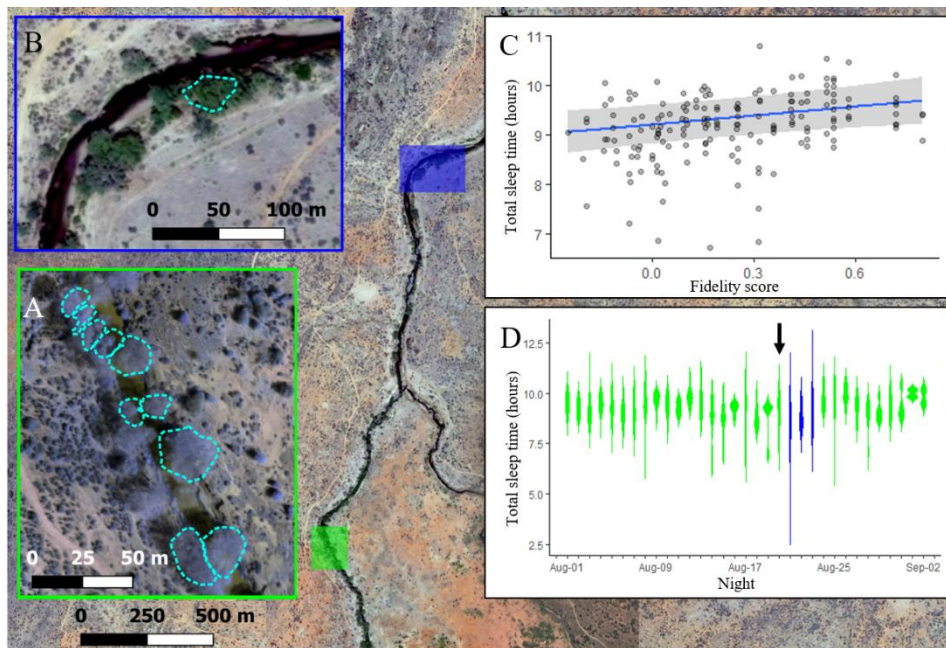 B
0 50 100 m
A
0 25 50 m
0 250 500 m
C
Total sleep time (hours)
11
10
9
8
7
0.0 0.3 0.6
Fidelity score
D
Total sleep time (hours)
12.5
10.0
7.5
5.0
2.5
Aug-01 Aug-09 Aug-17 Aug-25 Sep-02
Night